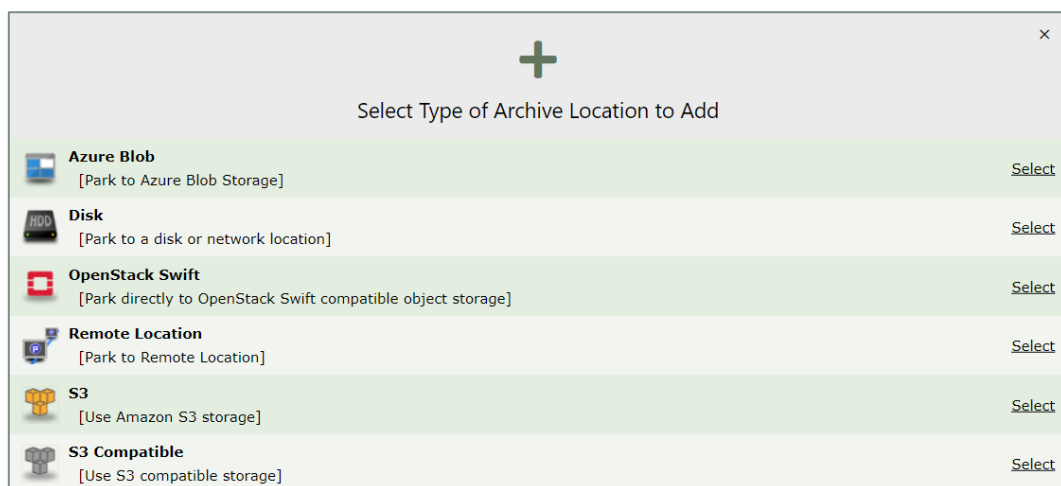 ×
Select Type of Archive Location to Add
Azure Blob
[Park to Azure Blob Storage]
Select
Disk
[Park to a disk or network location]
Select
HDD
OpenStack Swift
[Park directly to OpenStack Swift compatible object storage]
Select
Remote Location
[Park to Remote Location]
Select
P
S3
[Use Amazon S3 storage]
Select
S3 Compatible
[Use S3 compatible storage]
Select